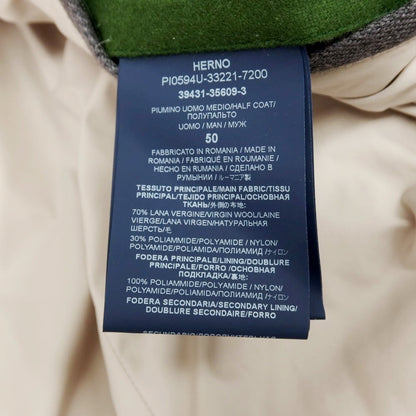 HERNO
PI0594U-33221-7200
39431-35609-3
PIUMINO UOMO MEDIO/HALF COAT/
ПОЛУПАЛЬТО
UOMO / MAN / МУЖ
50
FABBRICATO IN ROMANIA / MADE IN
ROMANIA / FABRIQUÉ EN ROUMANIE /
HECHO EN RUMANIA / СДЕЛАНО В
РУМЫНИИ / ルーマニア製
TESSUTO PRINCIPALE/MAIN FABRIC/TISSU
PRINCIPAL/TEJIDO PRINCIPAL/ОСНОВНАЯ
ТКАНЬ/外側の布地:
70% LANA VERGINE/VIRGIN WOOL/LAINE
VIERGE/LANA VIRGEN/НАТУРАЛЬНАЯ
ШЕРСТЬ/毛
30% POLIAMMIDE/POLYAMIDE / NYLON/
POLYAMIDE/POLIAMIDA/ПОЛИАМИД/ナイロン
FODERA PRINCIPALE/LINING/DOUBLURE
PRINCIPALE/FORRO /ОСНОВНАЯ
ПОДКЛАДКА/裏地:
100% POLIAMMIDE/POLYAMIDE / NYLON/
POLYAMIDE/POLIAMIDA/ПОЛИАМИД/ナイロン
FODERA SECONDARIA/SECONDARY LINING/
DOUBLURE SECONDAIRE/FORRO